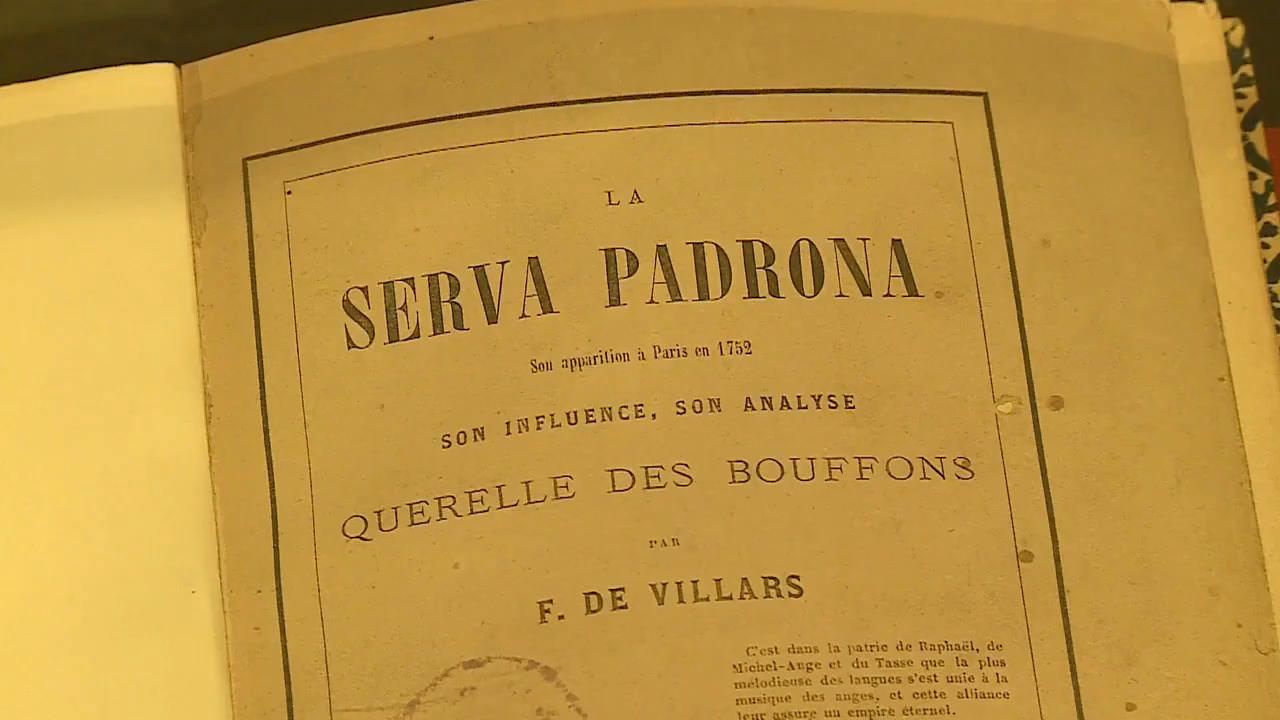 LA
SERVA PADRONA
Son apparition à Paris en 1752
SON INFLUENCE, SON ANALYSE
QUERELLE DES BOUFFONS
PAR
F. DE VILLARS
C'est dans la patrie de Raphaël, de
Michel-Ange et du Tasse que la plus
mélodieuse des langues s'est unie à la
musique des anges, et cette alliance
leur assure un empire éternel.